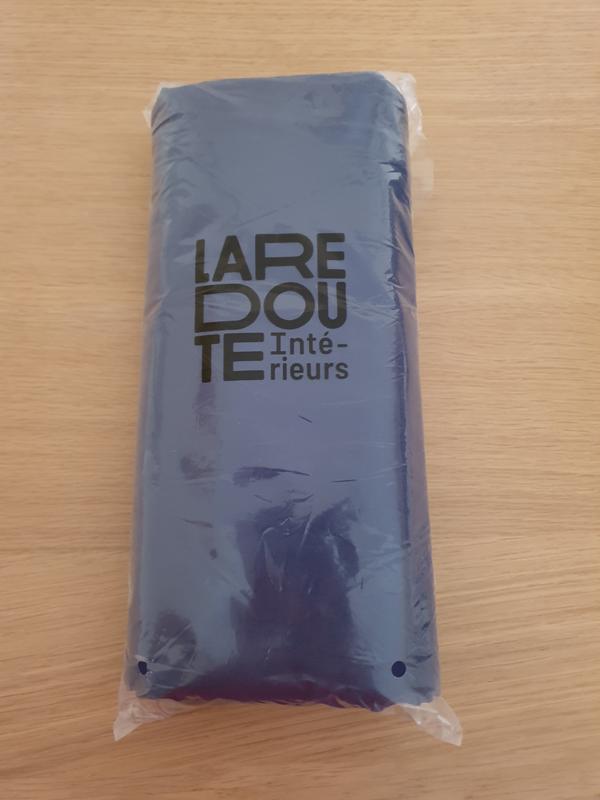 LA RE
DOU
TE Inté-
rieurs